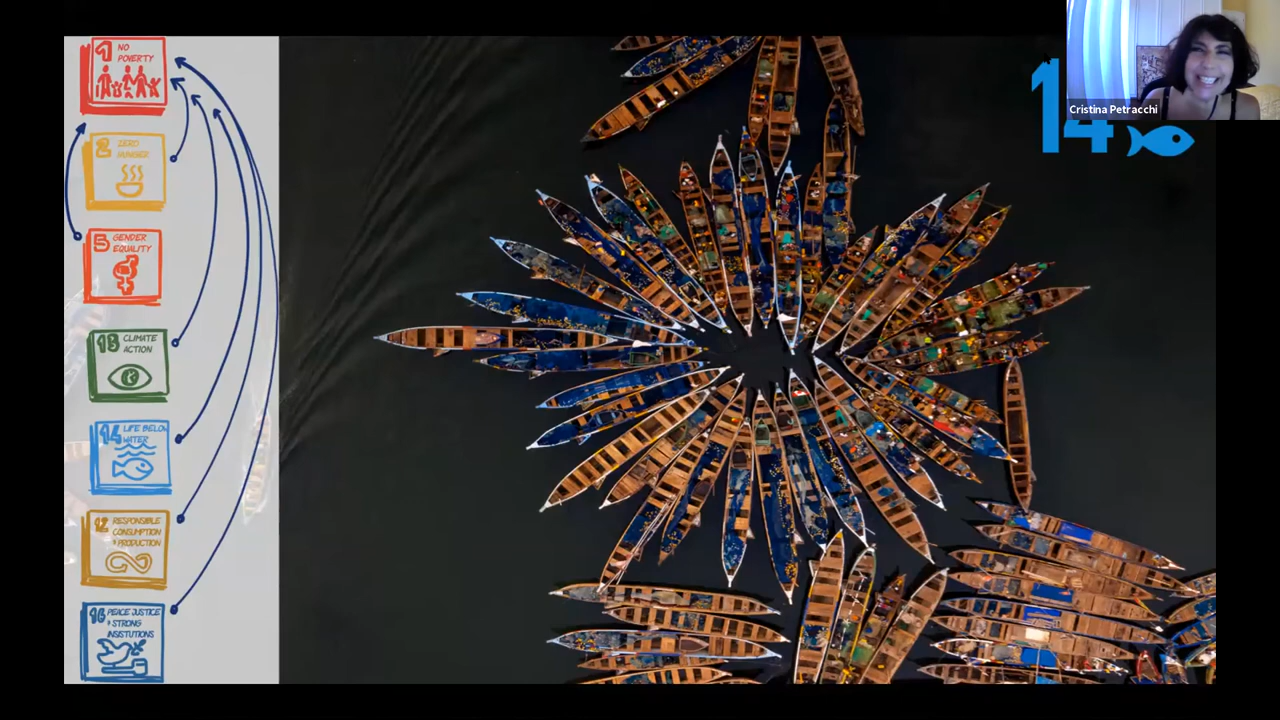 1 NO
POVERTY
2 ZERO
HUNGER
5 GENDER
EQUALITY
13 CLIMATE
ACTION
14 LIFE BELOW
WATER
12 RESPONSIBLE
CONSUMPTION
& PRODUCTION
16 PEACE JUSTICE
& STRONG
INSISTUTIONS
14
Cristina Petracchi